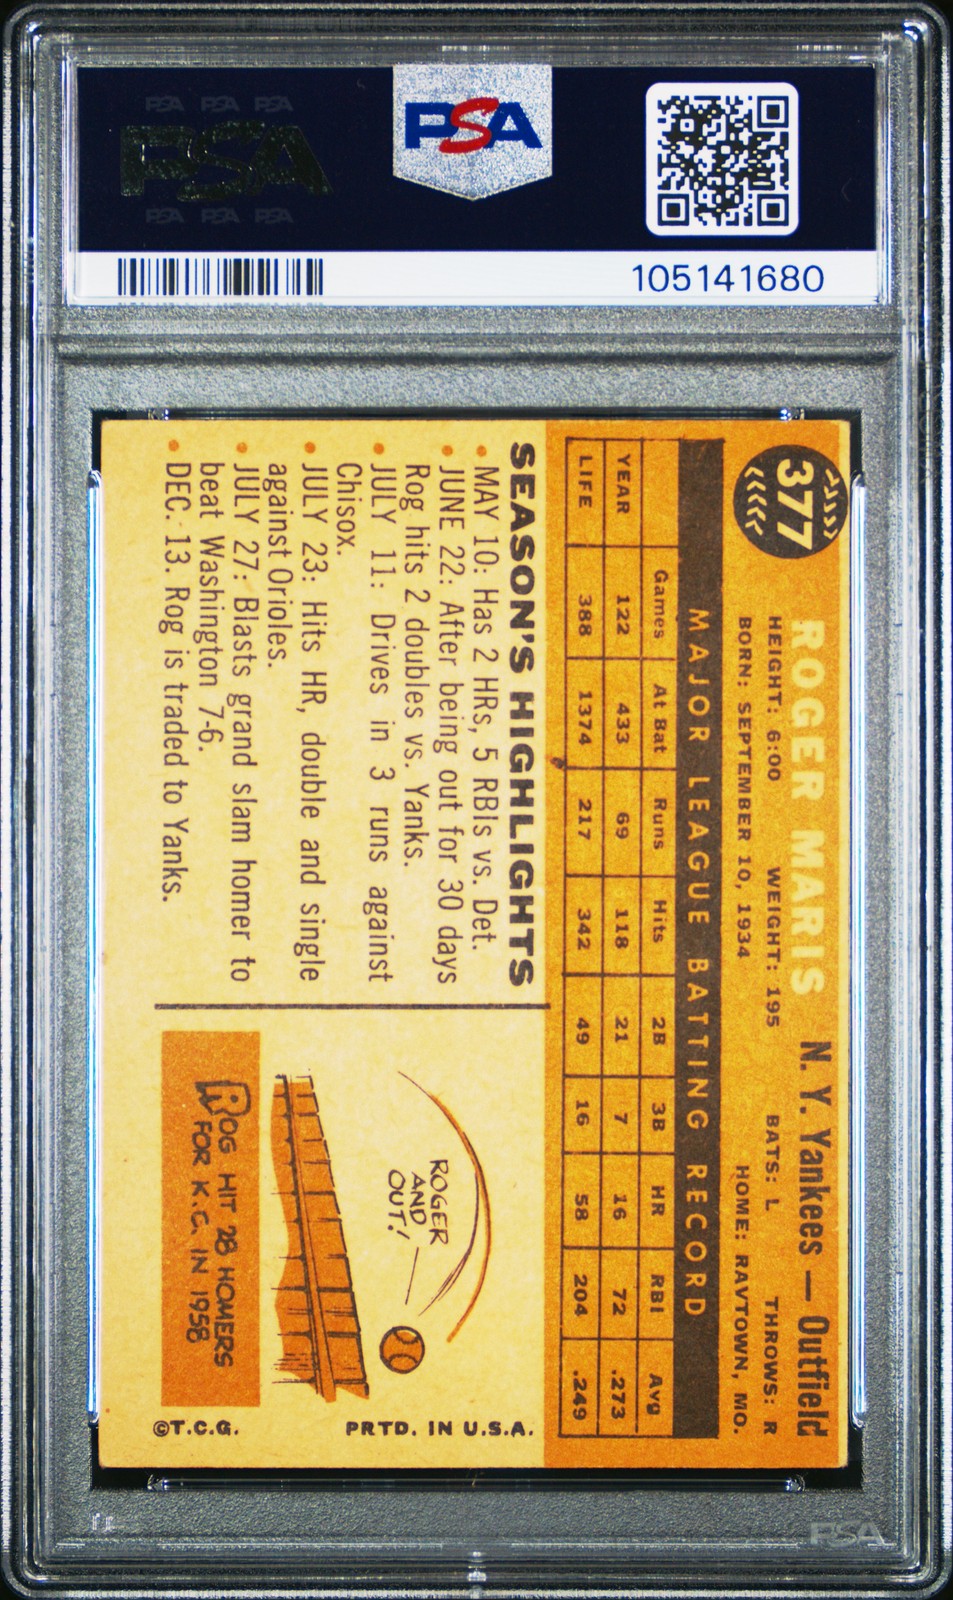 PSA PSA PSA
PSA
PSA PSA PSA
PSA
105141680
377
ROGER MARIS N. Y. Yankees — Outfield
HEIGHT: 6:00 WEIGHT: 195 BATS: L THROWS: R
BORN: SEPTEMBER 10, 1934 HOME: RAYTOWN, MO.
MAJOR LEAGUE BATTING RECORD
Games At Bat Runs Hits 2B 3B HR RBI Avg
YEAR 122 433 69 118 21 7 16 72 .273
LIFE 388 1374 217 342 49 16 58 204 .249
SEASON'S HIGHLIGHTS
• MAY 10: Has 2 HRs, 5 RBIs vs. Det.
• JUNE 22: After being out for 30 days
Rog hits 2 doubles vs. Yanks.
• JULY 11: Drives in 3 runs against
Chisox.
• JULY 23: Hits HR, double and single
against Orioles.
• JULY 27: Blasts grand slam homer to
beat Washington 7-6.
• DEC. 13. Rog is traded to Yanks.
ROGER
AND
OUT!
ROG HIT 28 HOMERS
FOR K.C. IN 1958
©T.C.G. PRTD. IN U.S.A.
PSA